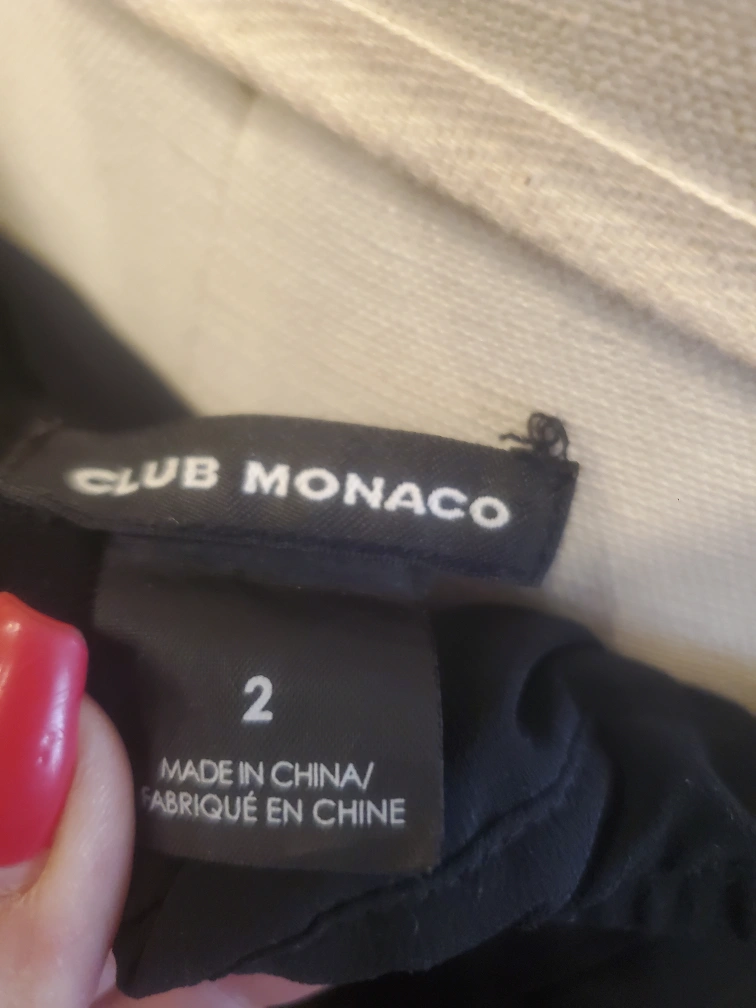 CLUB MONACO
2
MADE IN CHINA/
FABRIQUÉ EN CHINE